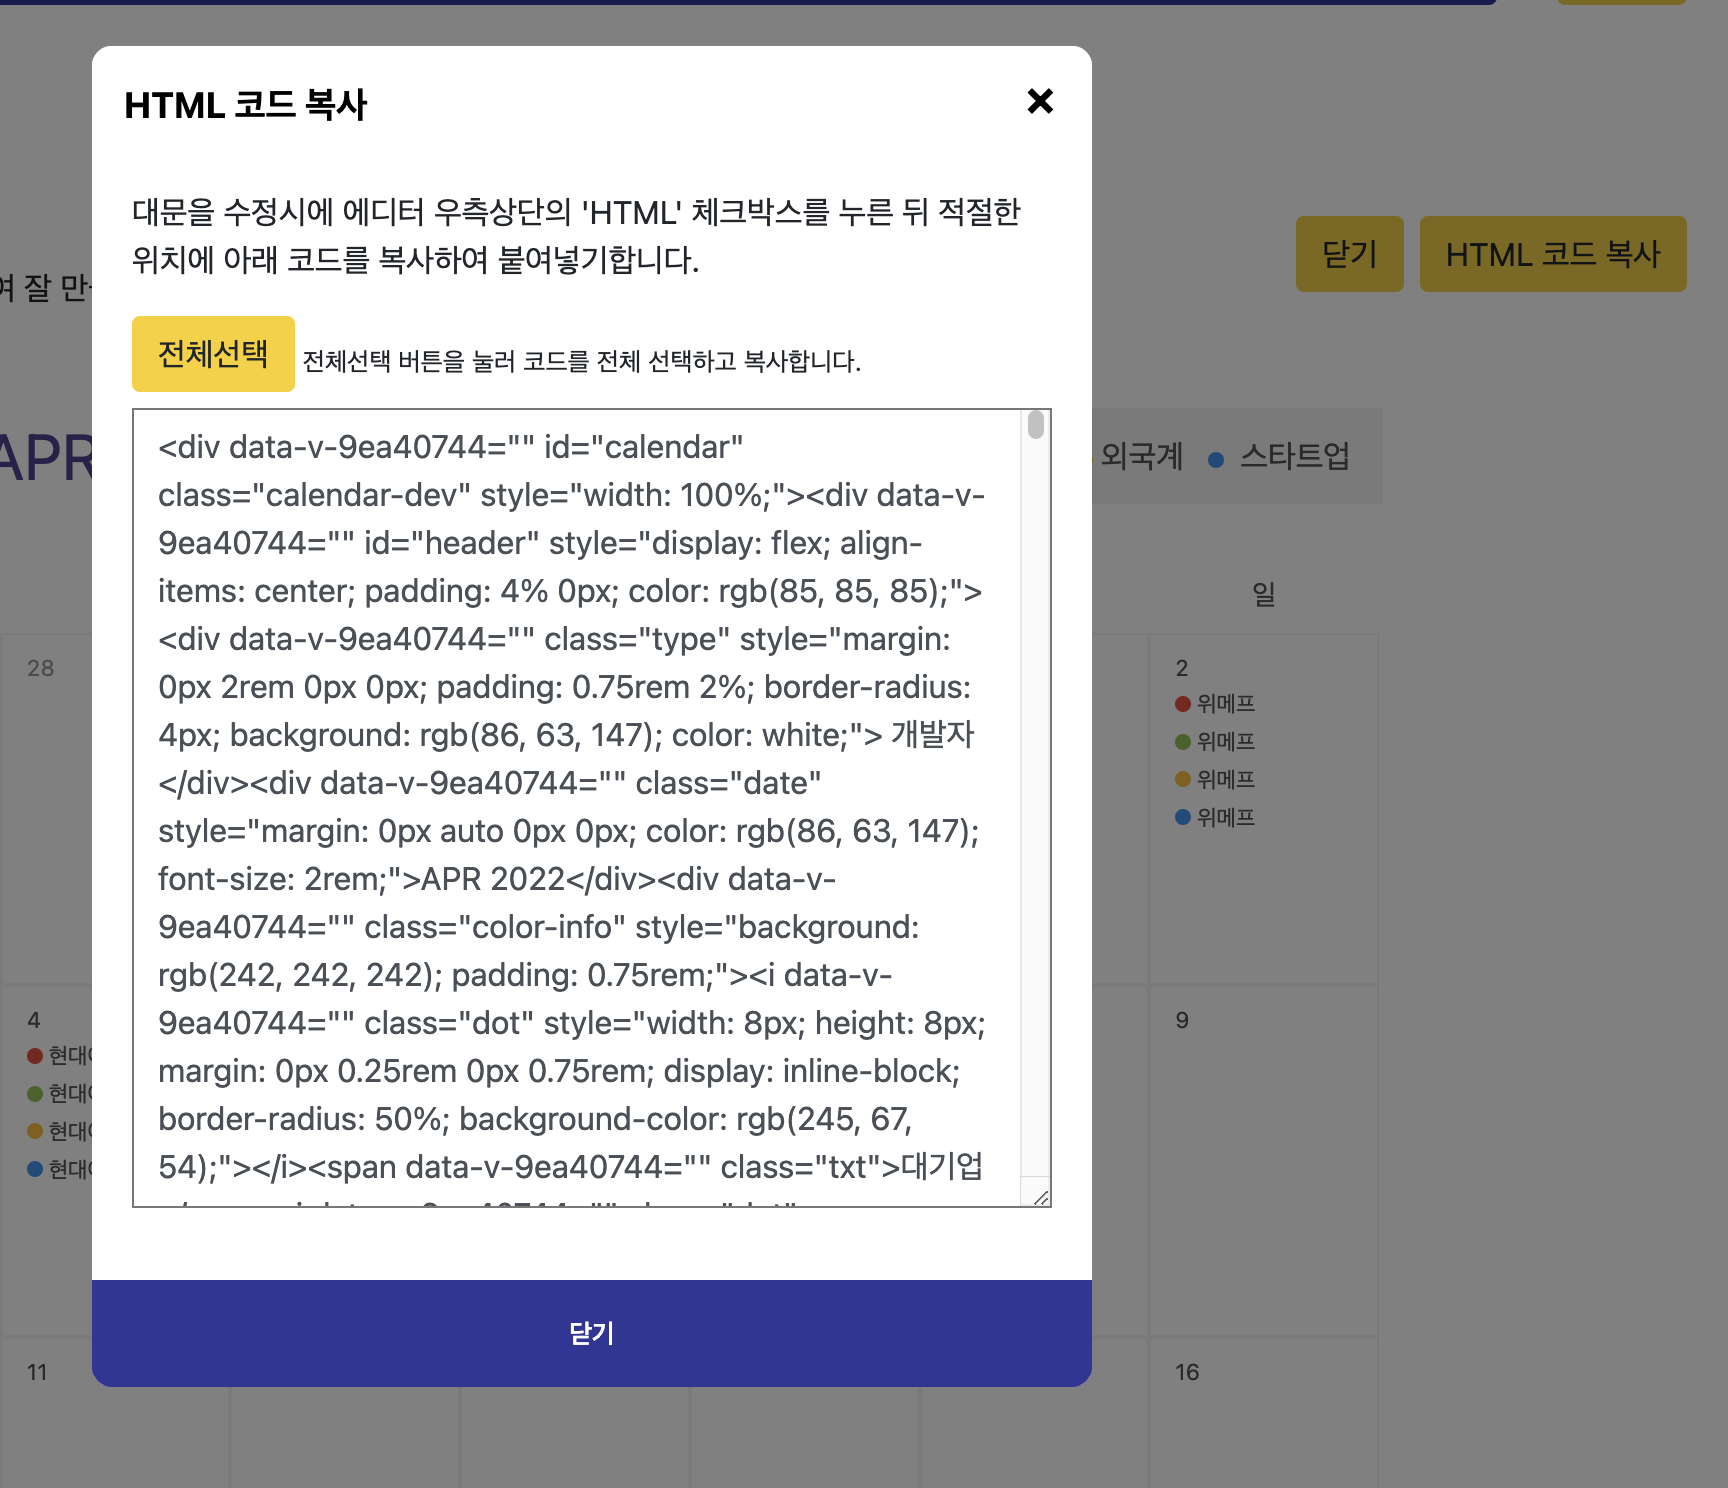 HTML 코드 복사
대문을 수정시에 에디터 우측상단의 'HTML' 체크박스를 누른 뒤 적절한
위치에 아래 코드를 복사하여 붙여넣기합니다.
전체선택 전체선택 버튼을 눌러 코드를 전체 선택하고 복사합니다.
<div data-v-9ea40744="" id="calendar"
class="calendar-dev" style="width: 100%;"><div data-v-
9ea40744="" id="header" style="display: flex; align-
items: center; padding: 4% 0px; color: rgb(85, 85, 85);">
<div data-v-9ea40744="" class="type" style="margin:
0px 2rem 0px 0px; padding: 0.75rem 2%; border-radius:
4px; background: rgb(86, 63, 147); color: white;"> 개발자
</div><div data-v-9ea40744="" class="date"
style="margin: 0px auto 0px 0px; color: rgb(86, 63, 147);
font-size: 2rem;">APR 2022</div><div data-v-
9ea40744="" class="color-info" style="background:
rgb(242, 242, 242); padding: 0.75rem;"><i data-v-
9ea40744="" class="dot" style="width: 8px; height: 8px;
margin: 0px 0.25rem 0px 0.75rem; display: inline-block;
border-radius: 50%; background-color: rgb(245, 67,
54);"></i><span data-v-9ea40744="" class="txt">대기업
닫기
닫기 HTML 코드 복사
여 잘 만
APR
외국계 스타트업
일
28
2
위메프
위메프
위메프
위메프
4
현대
현대
현대
현대
9
11
16